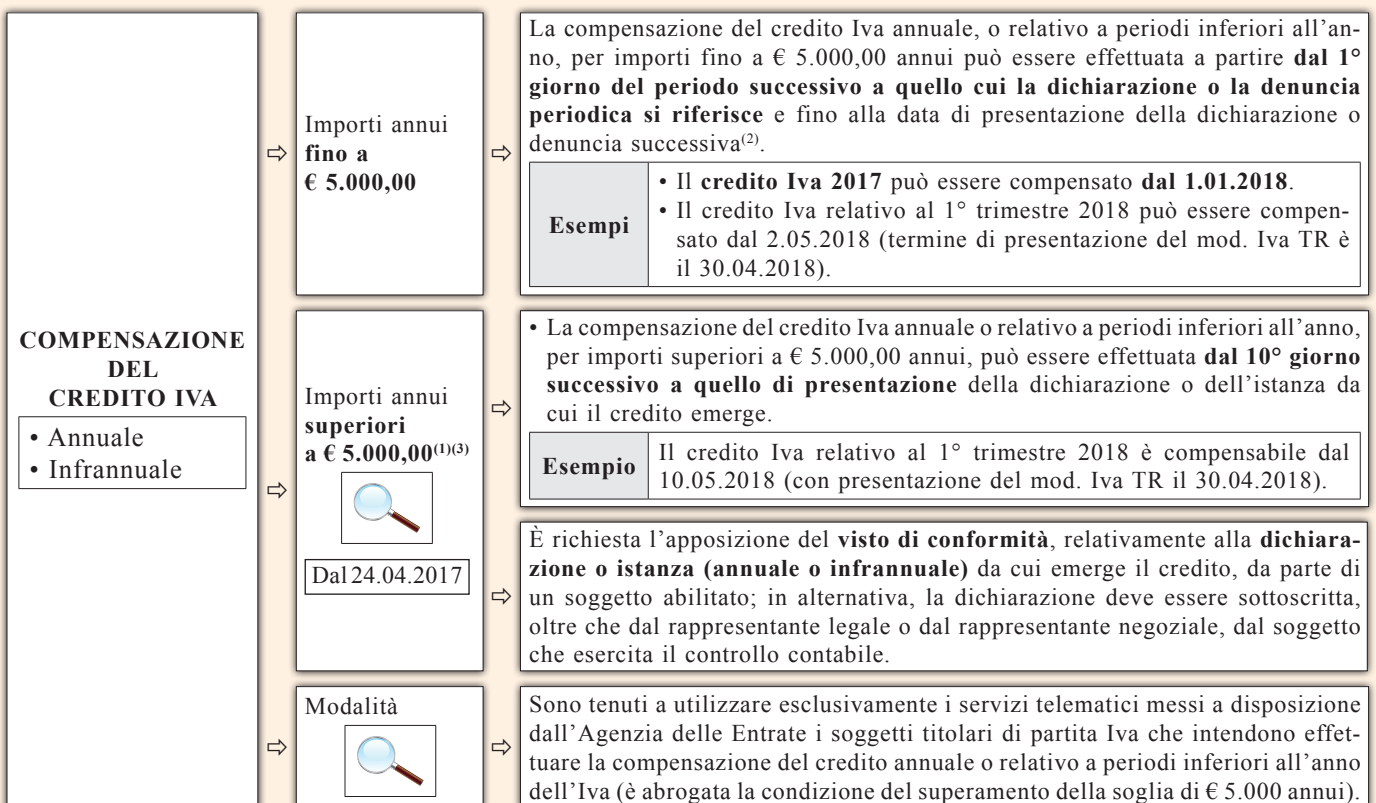 COMPENSAZIONE
DEL
CREDITO IVA
• Annuale
• Infrannuale
Importi annui
fino a
€ 5.000,00
La compensazione del credito Iva annuale, o relativo a periodi inferiori all’an-
no, per importi fino a € 5.000,00 annui può essere effettuata a partire dal 1°
giorno del periodo successivo a quello cui la dichiarazione o la denuncia
periodica si riferisce e fino alla data di presentazione della dichiarazione o
denuncia successiva(2).
Esempi
• Il credito Iva 2017 può essere compensato dal 1.01.2018.
• Il credito Iva relativo al 1° trimestre 2018 può essere compen-
sato dal 2.05.2018 (termine di presentazione del mod. Iva TR è
il 30.04.2018).
Importi annui
superiori
a € 5.000,00(1)(3)
Dal 24.04.2017
• La compensazione del credito Iva annuale o relativo a periodi inferiori all’anno,
per importi superiori a € 5.000,00 annui, può essere effettuata dal 10° giorno
successivo a quello di presentazione della dichiarazione o dell’istanza da
cui il credito emerge.
Esempio
Il credito Iva relativo al 1° trimestre 2018 è compensabile dal
10.05.2018 (con presentazione del mod. Iva TR il 30.04.2018).
È richiesta l’apposizione del visto di conformità, relativamente alla dichiara-
zione o istanza (annuale o infrannuale) da cui emerge il credito, da parte di
un soggetto abilitato; in alternativa, la dichiarazione deve essere sottoscritta,
oltre che dal rappresentante legale o dal rappresentante negoziale, dal soggetto
che esercita il controllo contabile.
Modalità
Sono tenuti a utilizzare esclusivamente i servizi telematici messi a disposizione
dall’Agenzia delle Entrate i soggetti titolari di partita Iva che intendono effet-
tuare la compensazione del credito annuale o relativo a periodi inferiori all’anno
dell’Iva (è abrogata la condizione del superamento della soglia di € 5.000 annui).